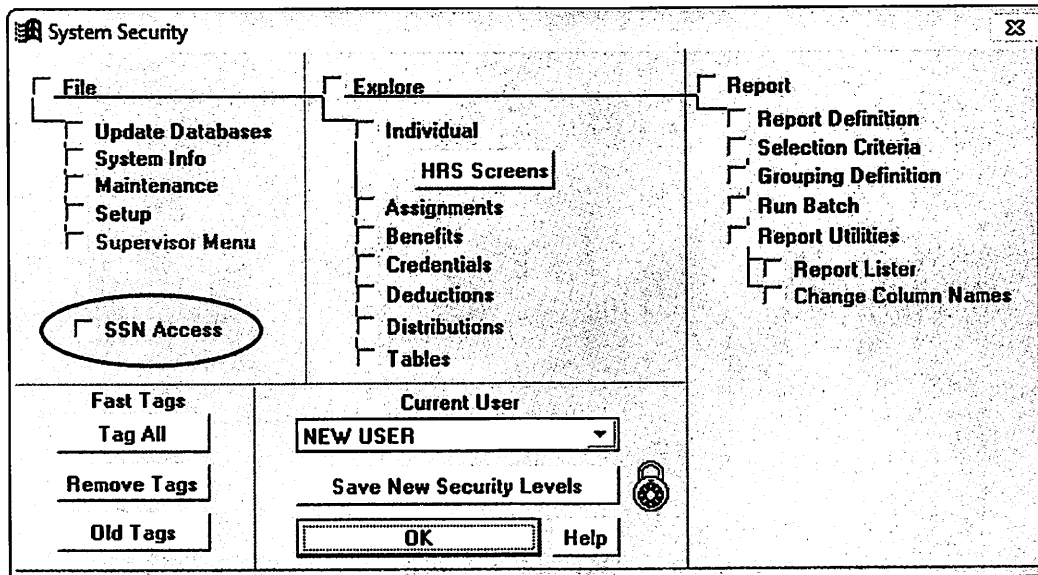 System Security
File
Update Databases
System Info
Maintenance
Setup
Supervisor Menu
SSN Access
Explore
Individual
HRS Screens
Assignments
Benefits
Credentials
Deductions
Distributions
Tables
Report
Report Definition
Selection Criteria
Grouping Definition
Run Batch
Report Utilities
Report Lister
Change Column Names
Fast Tags
Tag All
Remove Tags
Old Tags
Current User
NEW USER
Save New Security Levels
OK
Help